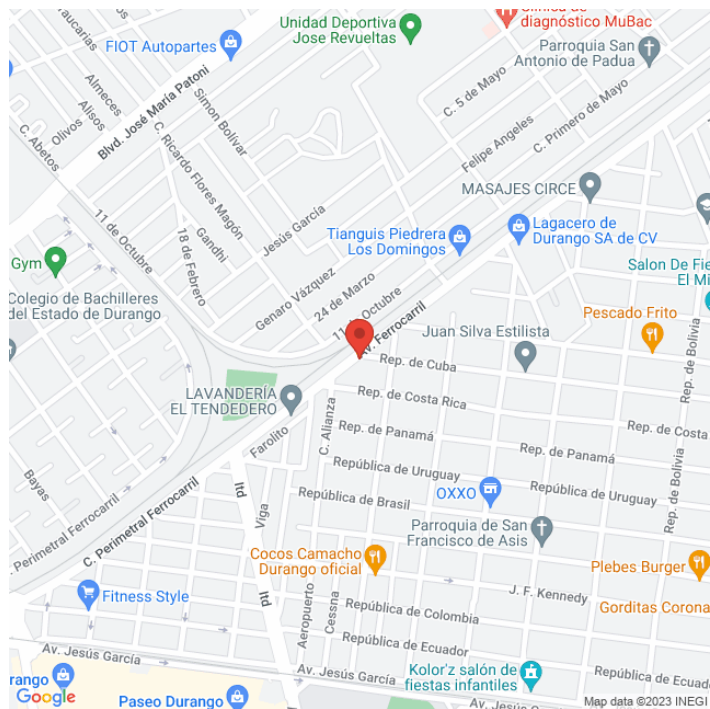 Clínica de
diagnóstico MuBac
Unidad Deportiva
Jose Revueltas
FIOT Autopartes
Parroquia San
Antonio de Padua
Araucarias
Almeces
Alisos
Olivos
C. Abetos
Blvd. José María Patoni
Simon Bolívar
C. Ricardo Flores Magón
C. 5 de Mayo
Felipe Angeles
C. Primero de Mayo
MASAJES CIRCE
11 de Octubre
18 de Febrero
Gandhi
Jesús García
Tianguis Piedrera
Los Domingos
Lagacero de
Durango SA de CV
Gym
Genaro Vázquez
24 de Marzo
11 de Octubre
Salon De Fie
El Mi
Colegio de Bachilleres
del Estado de Durango
Av. Ferrocarril
Juan Silva Estilista
Pescado Frito
Rep. de Cuba
Rep. de Bolivia
LAVANDERÍA
EL TENDEDERO
Rep. de Costa Rica
Rep. de Costa
Farolito
C. Alianza
Rep. de Panamá
Rep. de Panamá
Bayas
República de Uruguay
República de Uruguay
Perimetral Ferrocarril
C. Perimetral Ferrocarril
Itd
Viga
República de Brasil
OXXO
Rep. de Bolivia
Parroquia de San
Francisco de Asis
Cocos Camacho
Durango oficial
Plebes Burger
Fitness Style
Itd
Aeropuerto
Cessna
J. F. Kennedy
Gorditas Corona
República de Colombia
República de Ecuador
Av. Jesús García
Av. Jesús García
República de Ecuad
Kolor'z salón de
fiestas infantiles
rango
Paseo Durango
Google
Map data ©2023 INEGI